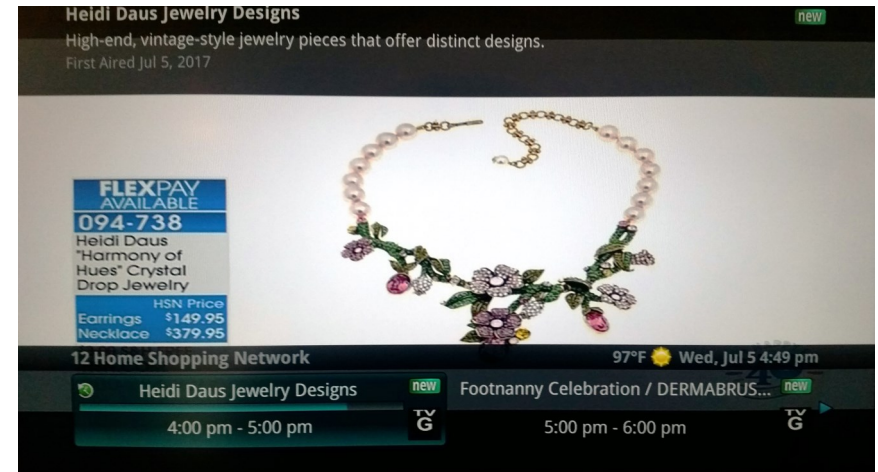 Heidi Daus Jewelry Designs
new
High-end, vintage-style jewelry pieces that offer distinct designs.
First Aired Jul 5, 2017
FLEXPAY
AVAILABLE
094-738
Heidi Daus
"Harmony of
Hues" Crystal
Drop Jewelry
HSN Price
Earrings $149.95
Necklace $379.95
12 Home Shopping Network
97°F Wed, Jul 5 4:49 pm
Heidi Daus Jewelry Designs
new
4:00 pm - 5:00 pm
TV
G
Footnanny Celebration / DERMABRUS...
new
5:00 pm - 6:00 pm
TV
G